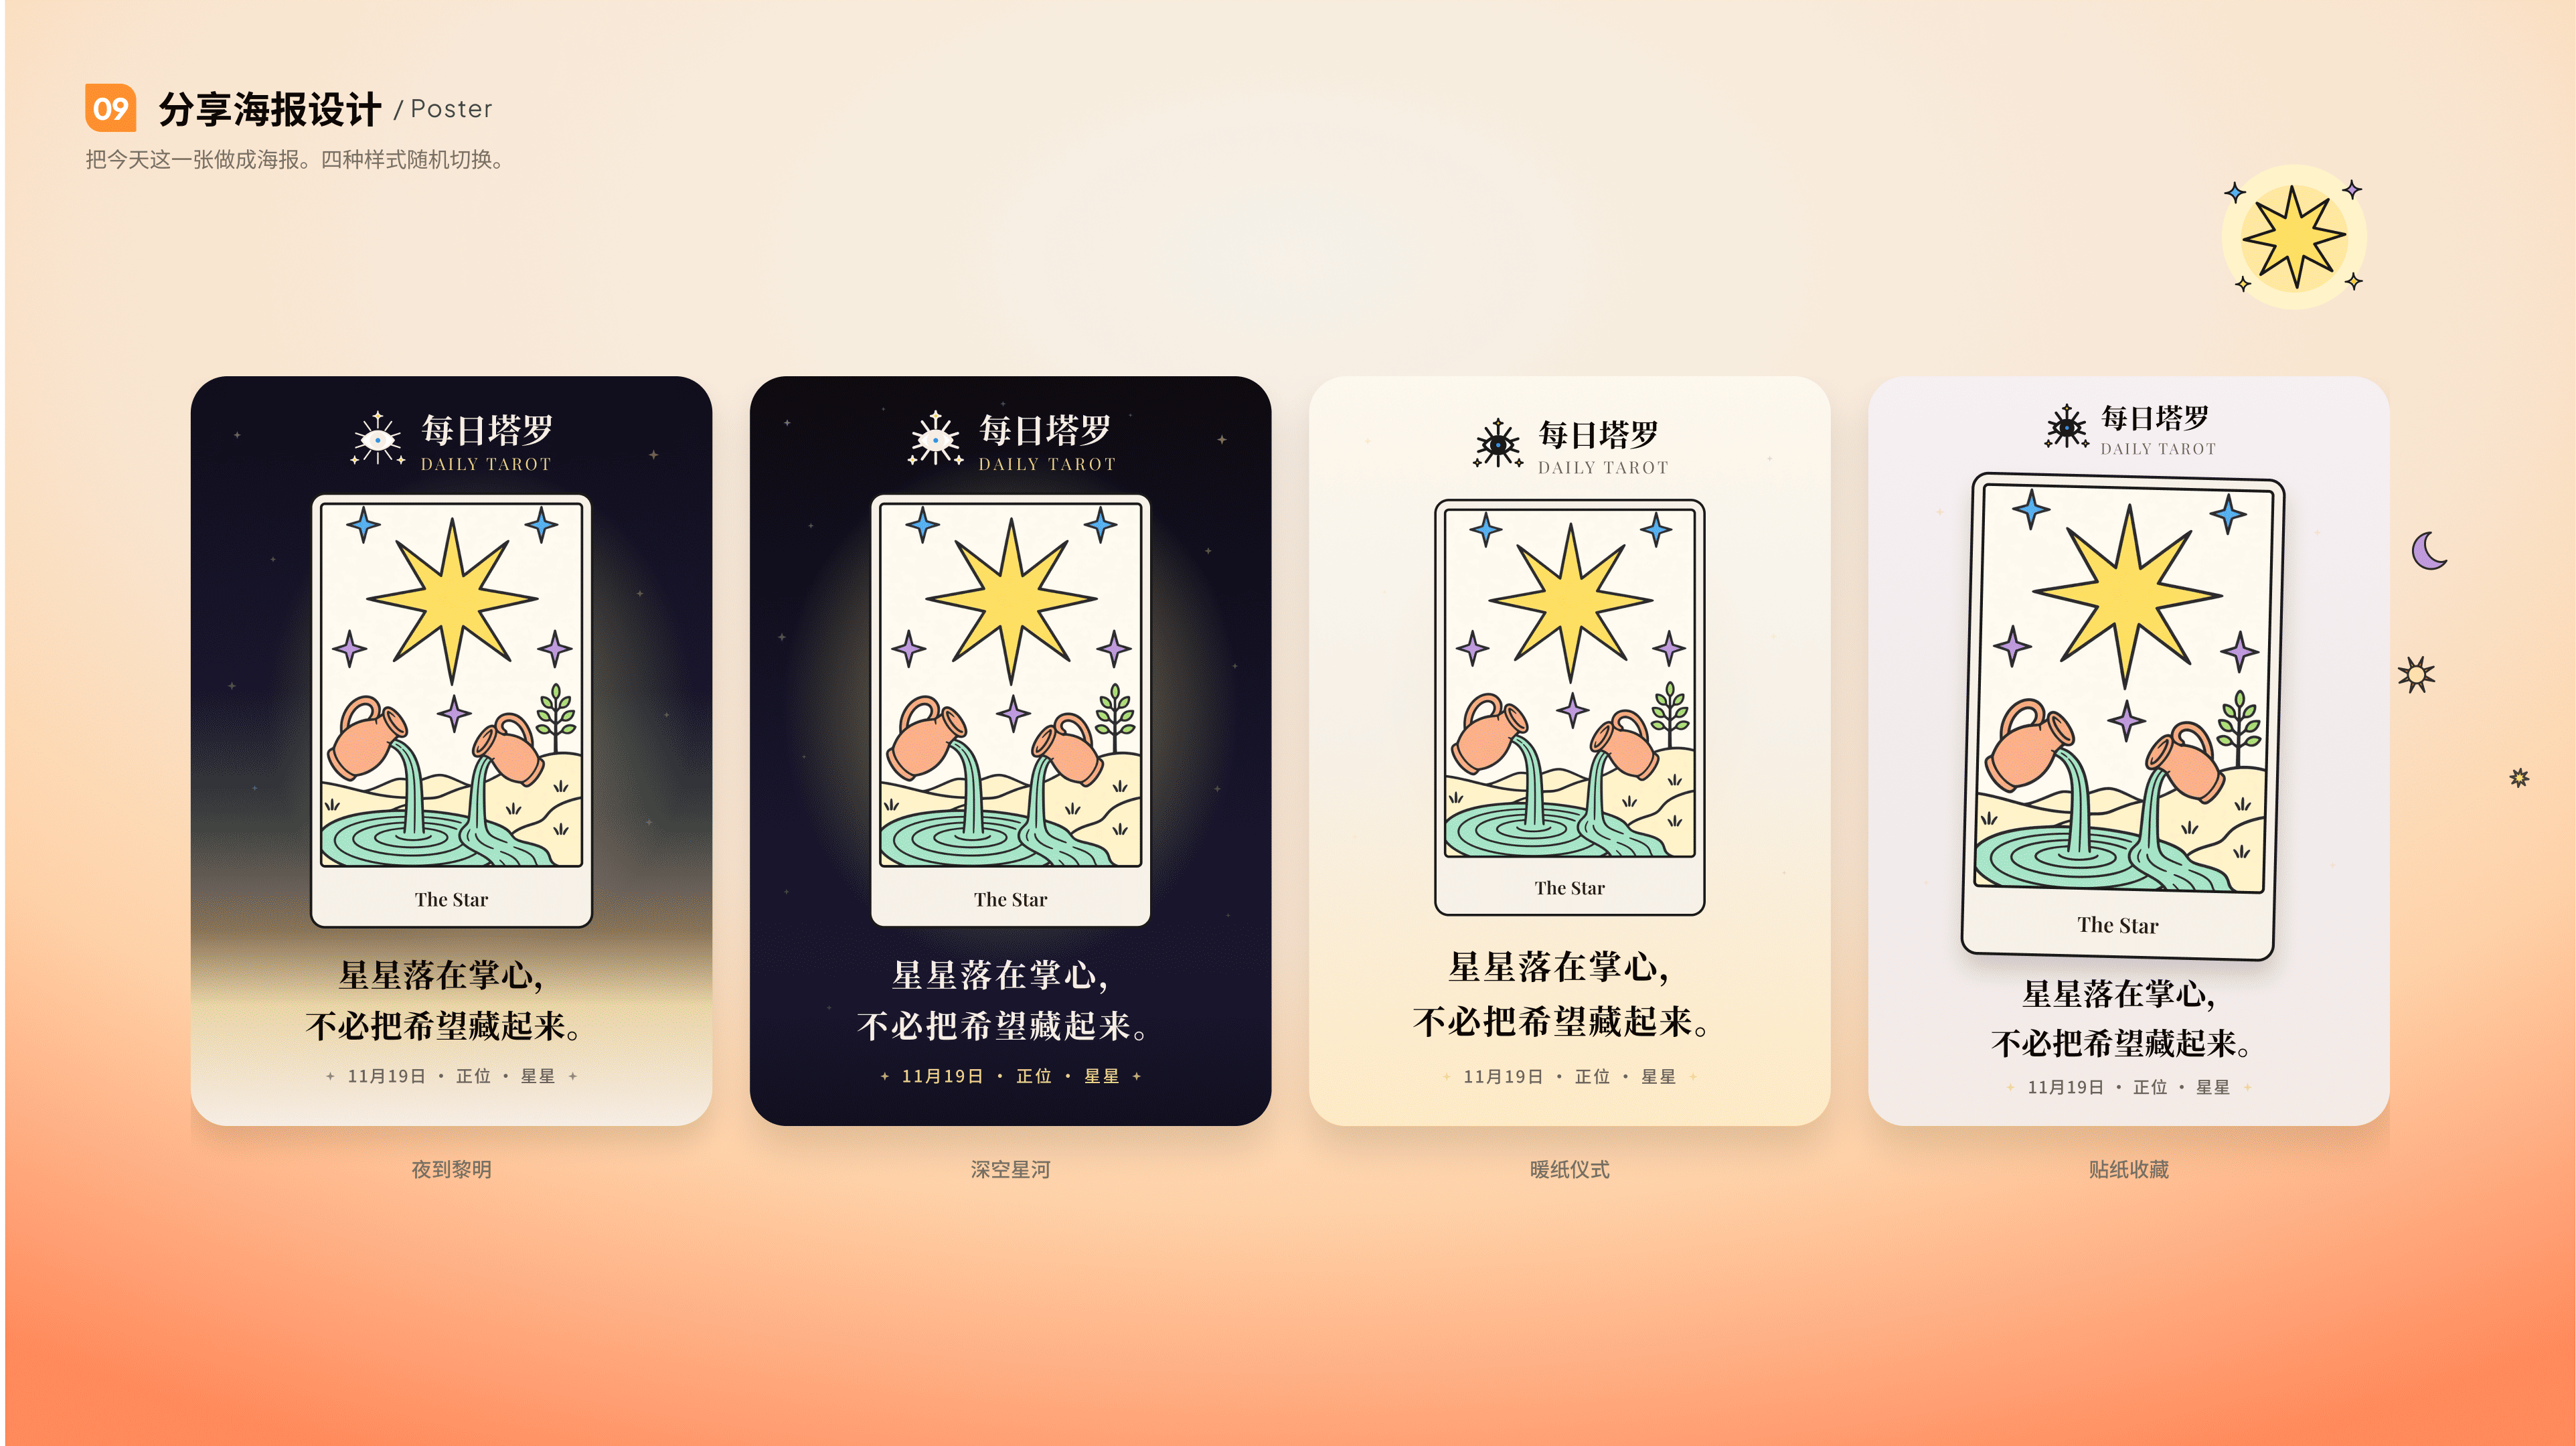 09 分享海报设计 / Poster
把今天这一张做成海报。四种样式随机切换。
每日塔罗
DAILY TAROT
The Star
星星落在掌心，
不必把希望藏起来。
11月19日 · 正位 · 星星
夜到黎明
每日塔罗
DAILY TAROT
The Star
星星落在掌心，
不必把希望藏起来。
11月19日 · 正位 · 星星
深空星河
每日塔罗
DAILY TAROT
The Star
星星落在掌心，
不必把希望藏起来。
11月19日 · 正位 · 星星
暖纸仪式
每日塔罗
DAILY TAROT
The Star
星星落在掌心，
不必把希望藏起来。
11月19日 · 正位 · 星星
贴纸收藏